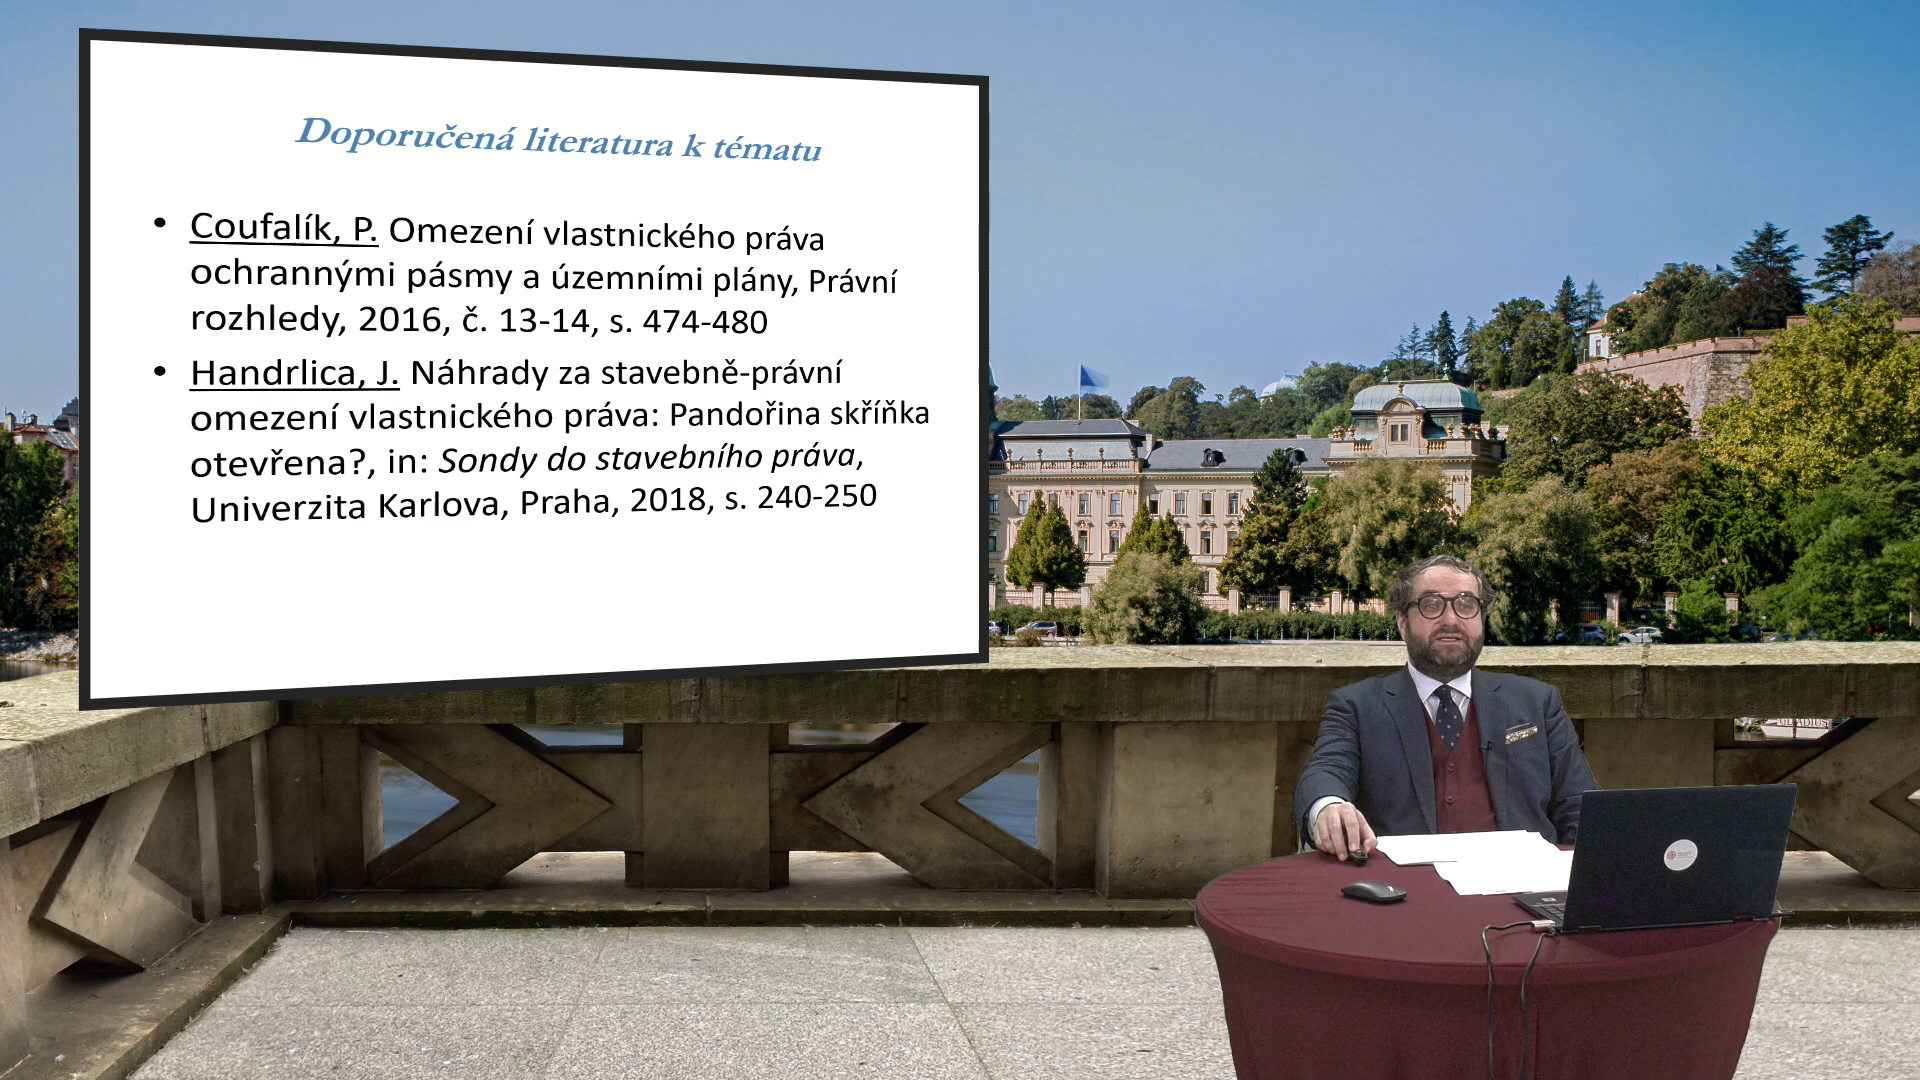 Doporučená literatura k tématu
• Coufalík, P. Omezení vlastnického práva
ochrannými pásmy a územními plány, Právní
rozhledy, 2016, č. 13-14, s. 474-480
• Handrlica, J. Náhrady za stavebně-právní
omezení vlastnického práva: Pandořina skříňka
otevřena?, in: Sondy do stavebního práva,
Univerzita Karlova, Praha, 2018, s. 240-250